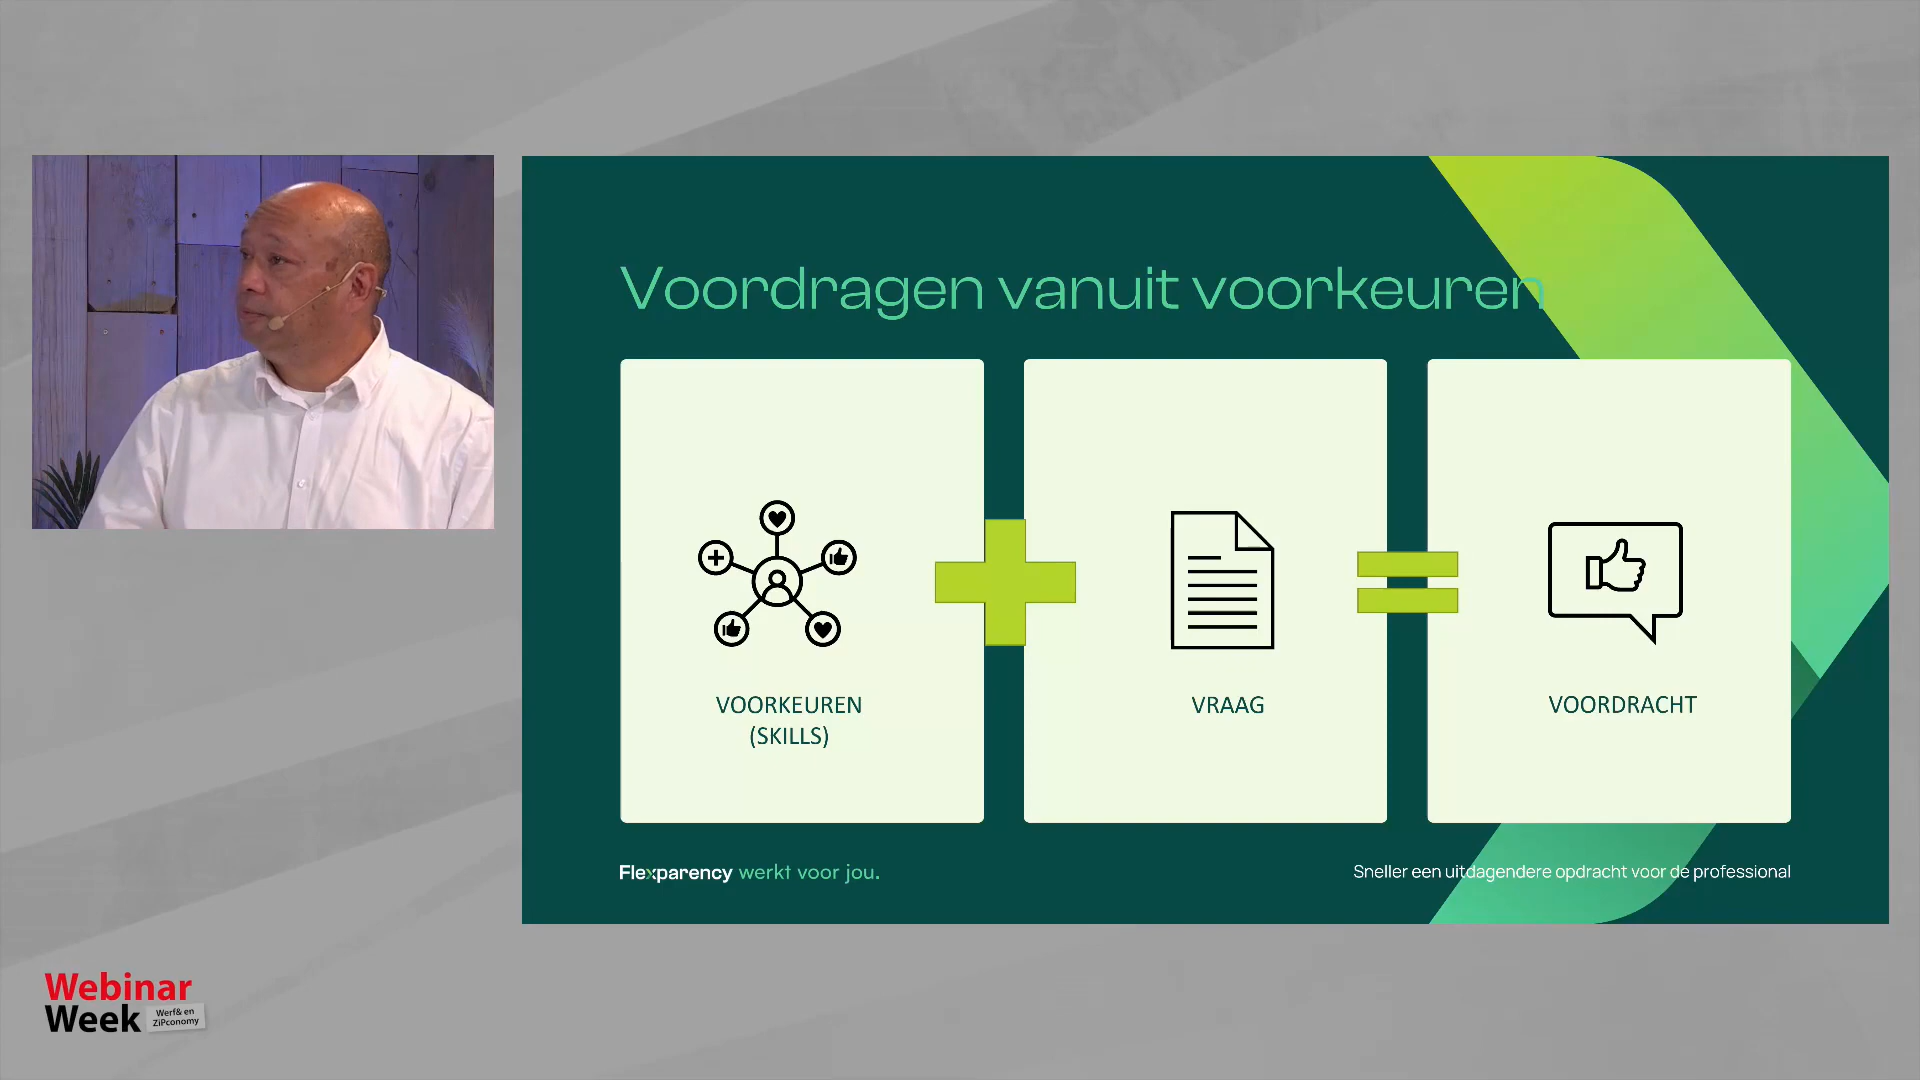 Voordragen vanuit voorkeuren
VOORKEUREN
(SKILLS)
VRAAG
VOORDRACHT
Flexparency werkt voor jou.
Sneller een uitdagendere opdracht voor de professional
Webinar
Week
Werf& en
ZiPconomy